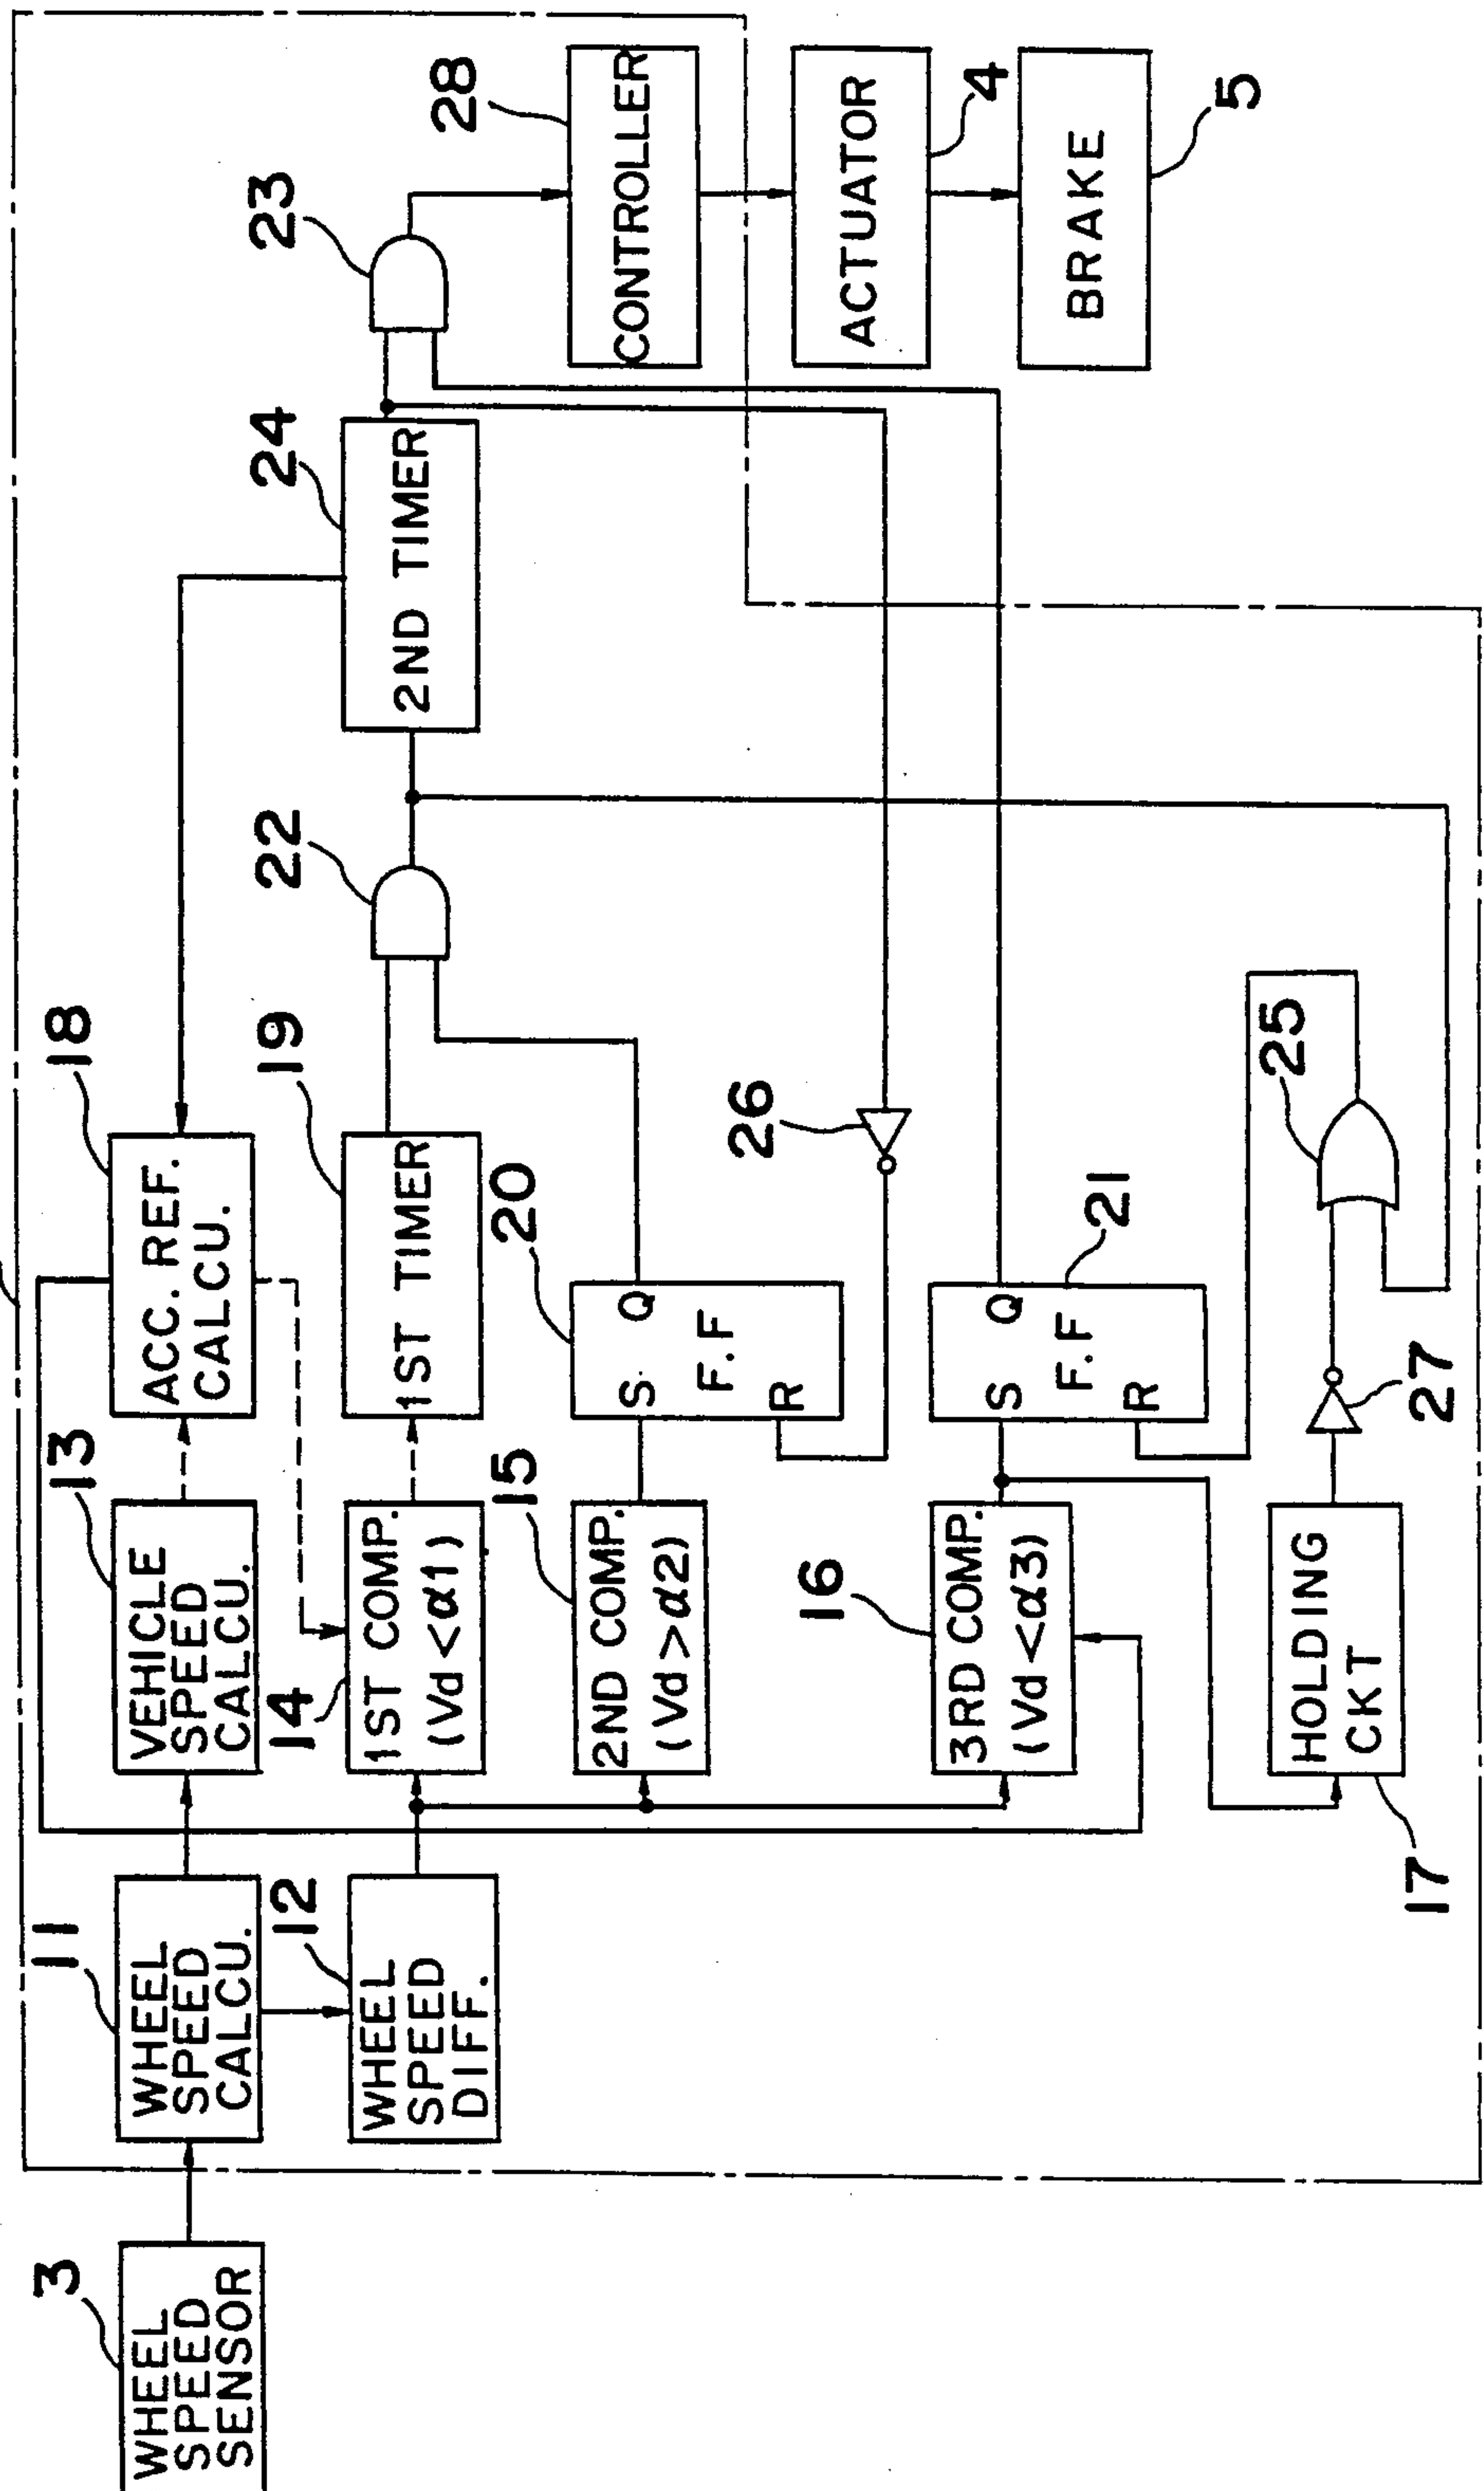 3
WHEEL
SPEED
SENSOR
11
WHEEL
SPEED
CALCU.
12
WHEEL
SPEED
DIFF.
13
VEHICLE
SPEED
CALCU.
14
1ST COMP.
(Vd<α1)
15
2ND COMP.
(Vd>α2)
16
3RD COMP.
(Vd<α3)
17
HOLDING
CKT
18
ACC. REF.
CALCU.
19
1ST TIMER
20
S Q
F.F
R
21
S Q
F.F
R
27
25
26
22
24
2ND TIMER
23
28
CONTROLLER
ACTUATOR
4
BRAKE
5